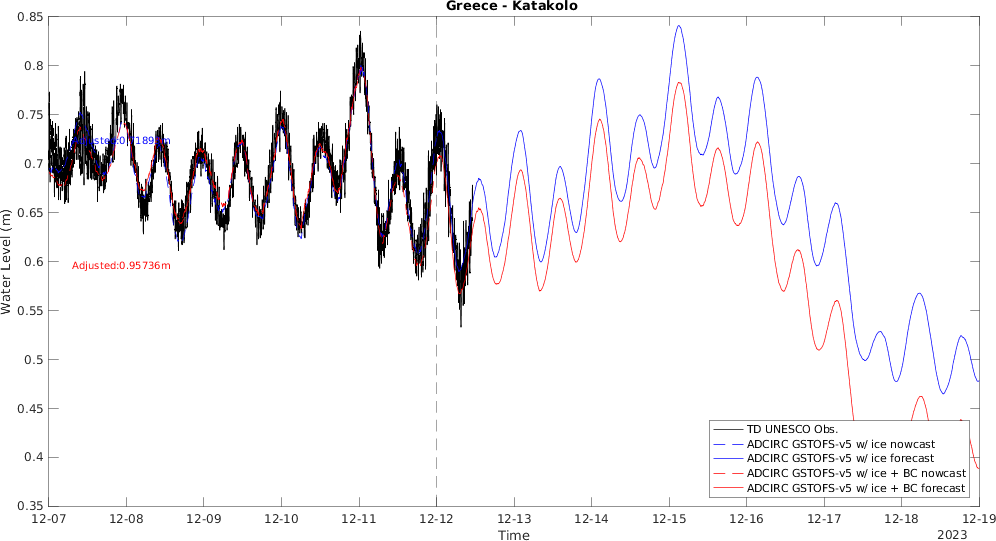 Greece - Katakolo
0.85
0.8
0.75
0.7
0.65
0.6
0.55
0.5
0.45
0.4
0.35
Water Level (m)
Adjusted:0.95736m
TD UNESCO Obs.
ADCIRC GSTOFS-v5 w/ ice nowcast
ADCIRC GSTOFS-v5 w/ ice forecast
ADCIRC GSTOFS-v5 w/ ice + BC nowcast
ADCIRC GSTOFS-v5 w/ ice + BC forecast
12-07 12-08 12-09 12-10 12-11 12-12 12-13 12-14 12-15 12-16 12-17 12-18 12-19
Time
2023